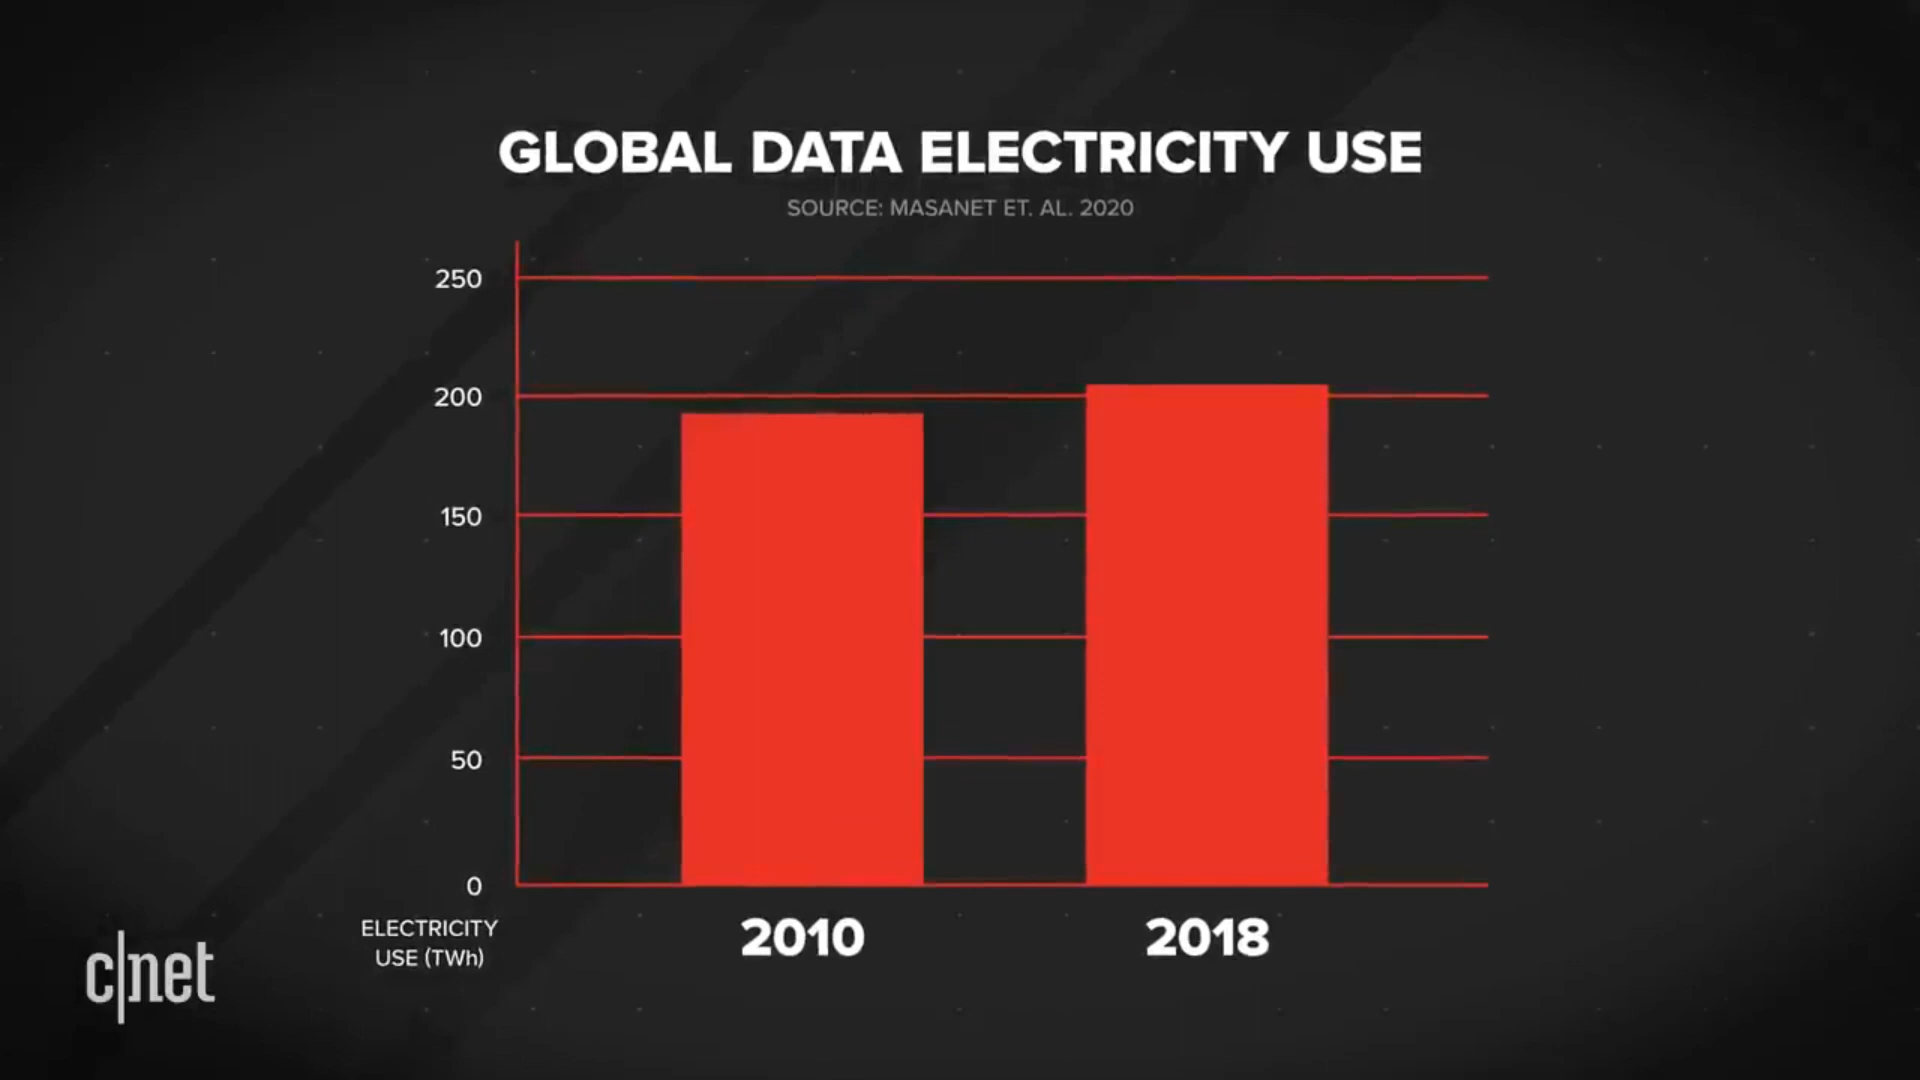 GLOBAL DATA ELECTRICITY USE
SOURCE: MASANET ET. AL. 2020
250
200
150
100
50
0
ELECTRICITY
USE (TWh)
2010
2018
c|net